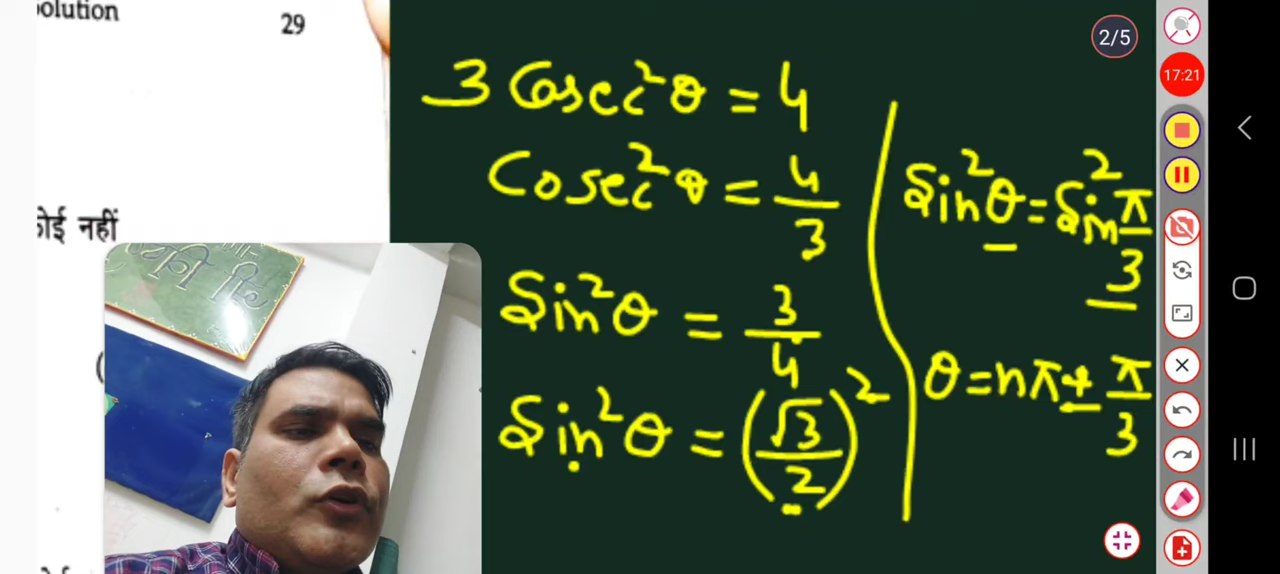 olution
29
2/5
17:21
3 Cosec²θ = 4
Cosec²θ = 4/3
Sin²θ = 3/4
Sin²θ = (√3/2)²
Sin²θ = Sin²π/3
θ = nπ ± π/3
ोई नहीं